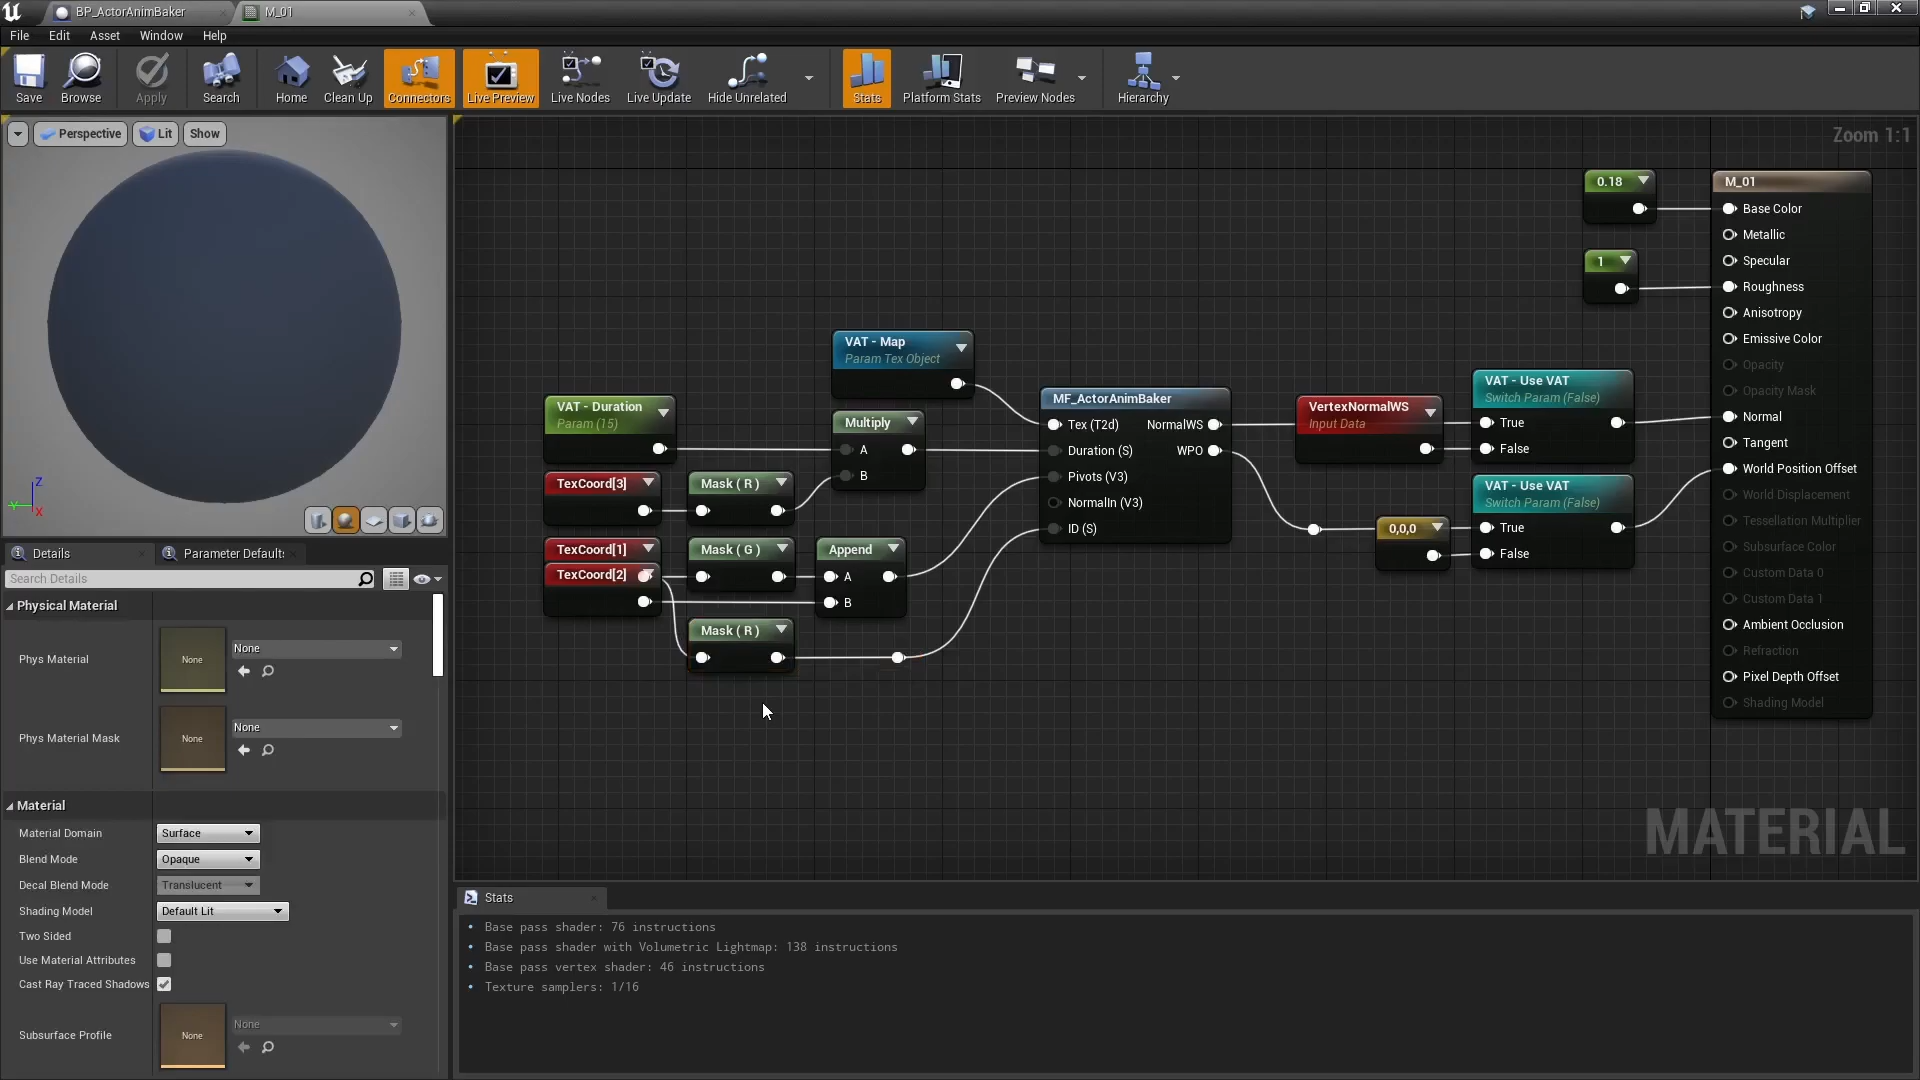 BP_ActorAnimBaker
M_01
File Edit Asset Window Help
Save Browse Apply Search Home Clean Up Connectors Live Preview Live Nodes Live Update Hide Unrelated Stats Platform Stats Preview Nodes Hierarchy
Perspective Lit Show
Zoom 1:1
Z
Y
X
0.18
1
M_01
Base Color
Metallic
Specular
Roughness
Anisotropy
Emissive Color
Opacity
Opacity Mask
Normal
Tangent
World Position Offset
World Displacement
Tessellation Multiplier
Subsurface Color
Custom Data 0
Custom Data 1
Ambient Occlusion
Refraction
Pixel Depth Offset
Shading Model
VAT - Map
Param Tex Object
VAT - Duration
Param (15)
Multiply
A
B
TexCoord[3]
Mask ( R )
TexCoord[1]
Mask ( G )
TexCoord[2]
Append
A
B
Mask ( R )
MF_ActorAnimBaker
Tex (T2d) NormalWS
Duration (S) WPO
Pivots (V3)
NormalIn (V3)
ID (S)
VertexNormalWS
Input Data
VAT - Use VAT
Switch Param (False)
True
False
VAT - Use VAT
Switch Param (False)
0,0,0
True
False
MATERIAL
Details
Parameter Default:
Search Details
Physical Material
Phys Material
None
None
Phys Material Mask
None
None
Material
Material Domain Surface
Blend Mode Opaque
Decal Blend Mode Translucent
Shading Model Default Lit
Two Sided
Use Material Attributes
Cast Ray Traced Shadows
Subsurface Profile
None
None
Stats
Base pass shader: 76 instructions
Base pass shader with Volumetric Lightmap: 138 instructions
Base pass vertex shader: 46 instructions
Texture samplers: 1/16